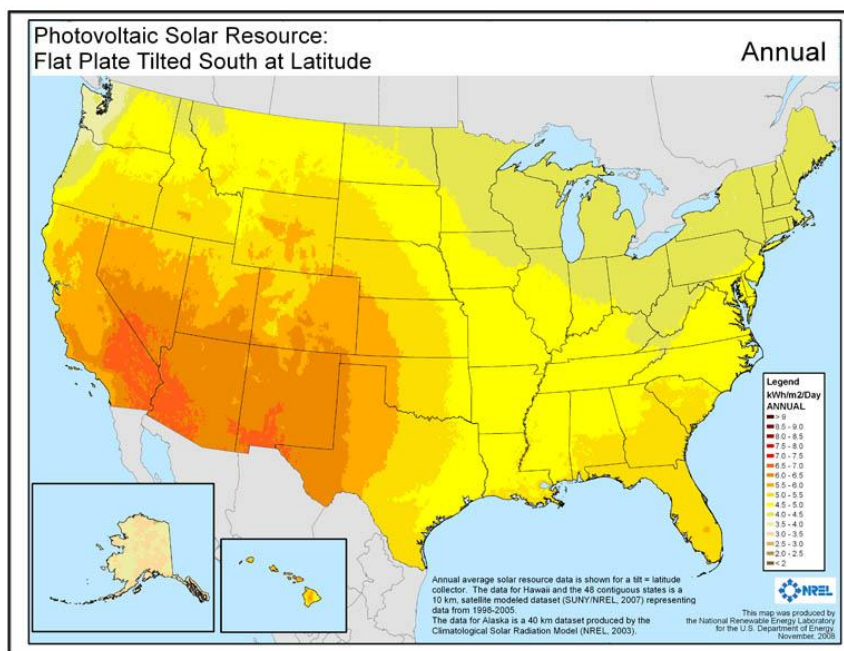 Photovoltaic Solar Resource:
Flat Plate Tilted South at Latitude
Annual
Legend
kWh/m2/Day
ANNUAL
> 9
8.5 - 9.0
8.0 - 8.5
7.5 - 8.0
7.0 - 7.5
6.5 - 7.0
6.0 - 6.5
5.5 - 6.0
5.0 - 5.5
4.5 - 5.0
4.0 - 4.5
3.5 - 4.0
3.0 - 3.5
2.5 - 3.0
2.0 - 2.5
< 2
Annual average solar resource data is shown for a tilt = latitude
collector. The data for Hawaii and the 48 contiguous states is a
10 km, satellite modeled dataset (SUNY/NREL, 2007) representing
data from 1998-2005.
The data for Alaska is a 40 km dataset produced by the
Climatological Solar Radiation Model (NREL, 2003).
NREL
This map was produced by
the National Renewable Energy Laboratory
for the U.S. Department of Energy.
November, 2008